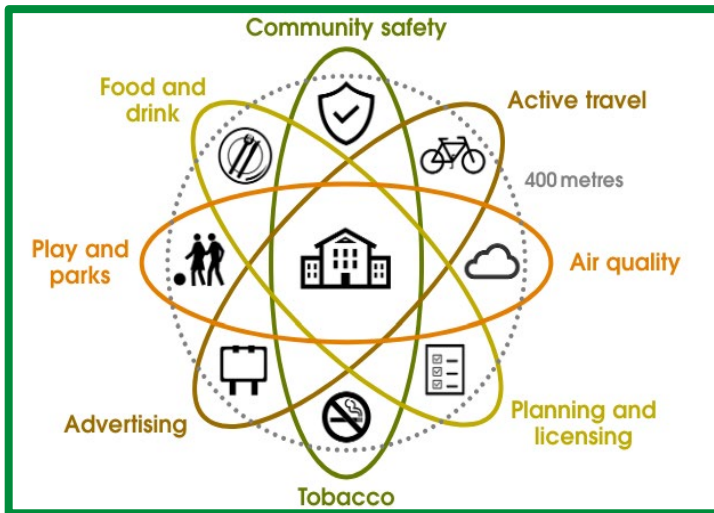 Community safety
Food and
drink
Active travel
400 metres
Play and
parks
Air quality
Advertising
Planning and
licensing
Tobacco